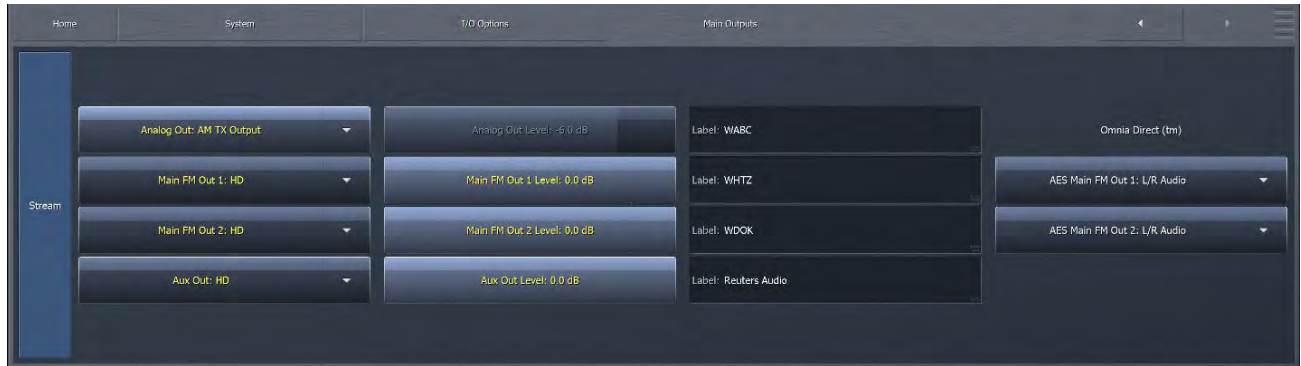 Home System I/O Options Main Outputs
Analog Out: AM TX Output Analog Out Level: -6.0 dB Label: WABC Omnia Direct (tm)
Main FM Out 1: HD Main FM Out 1 Level: 0.0 dB Label: WHTZ AES Main FM Out 1: L/R Audio
Stream
Main FM Out 2: HD Main FM Out 2 Level: 0.0 dB Label: WDOK AES Main FM Out 2: L/R Audio
Aux Out: HD Aux Out Level: 0.0 dB Label: Reuters Audio